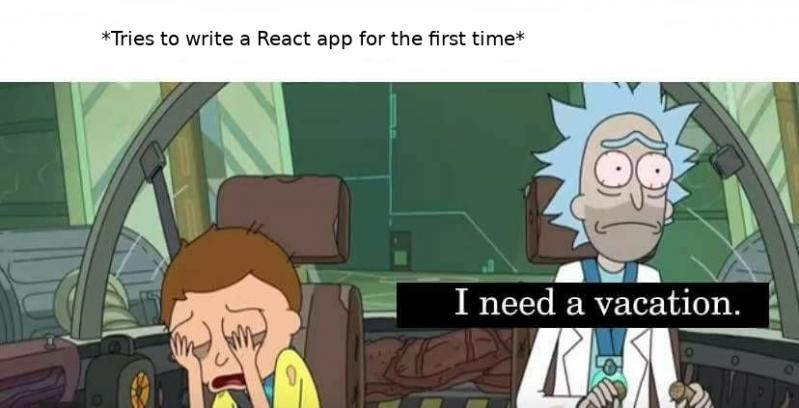 *Tries to write a React app for the first time*
I need a vacation.